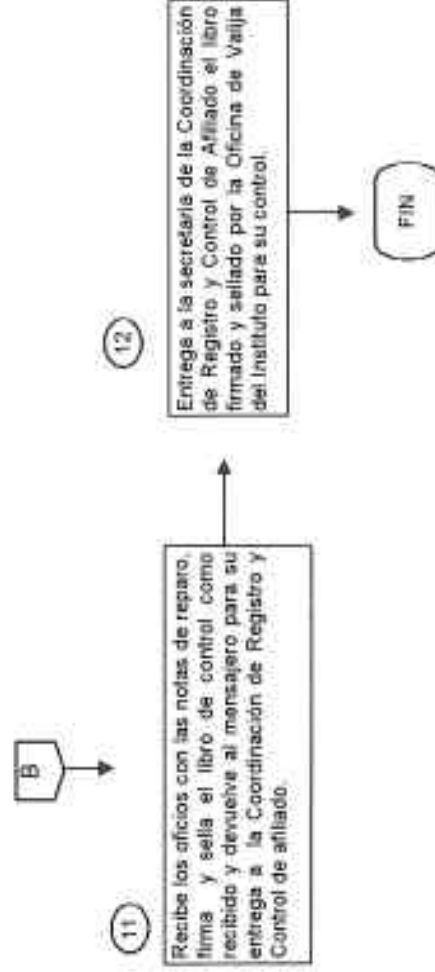 B
11
Recibe los oficios con las notas de reparo,
firma y sella el libro de control como
recibido y devuelve al mensajero para su
entrega a la Coordinación de Registro y
Control de afiliado.
12
Entrega a la secretaria de la Coordinación
de Registro y Control de Afiliado el libro
firmado y sellado por la Oficina de Valija
del Instituto para su control.
FIN